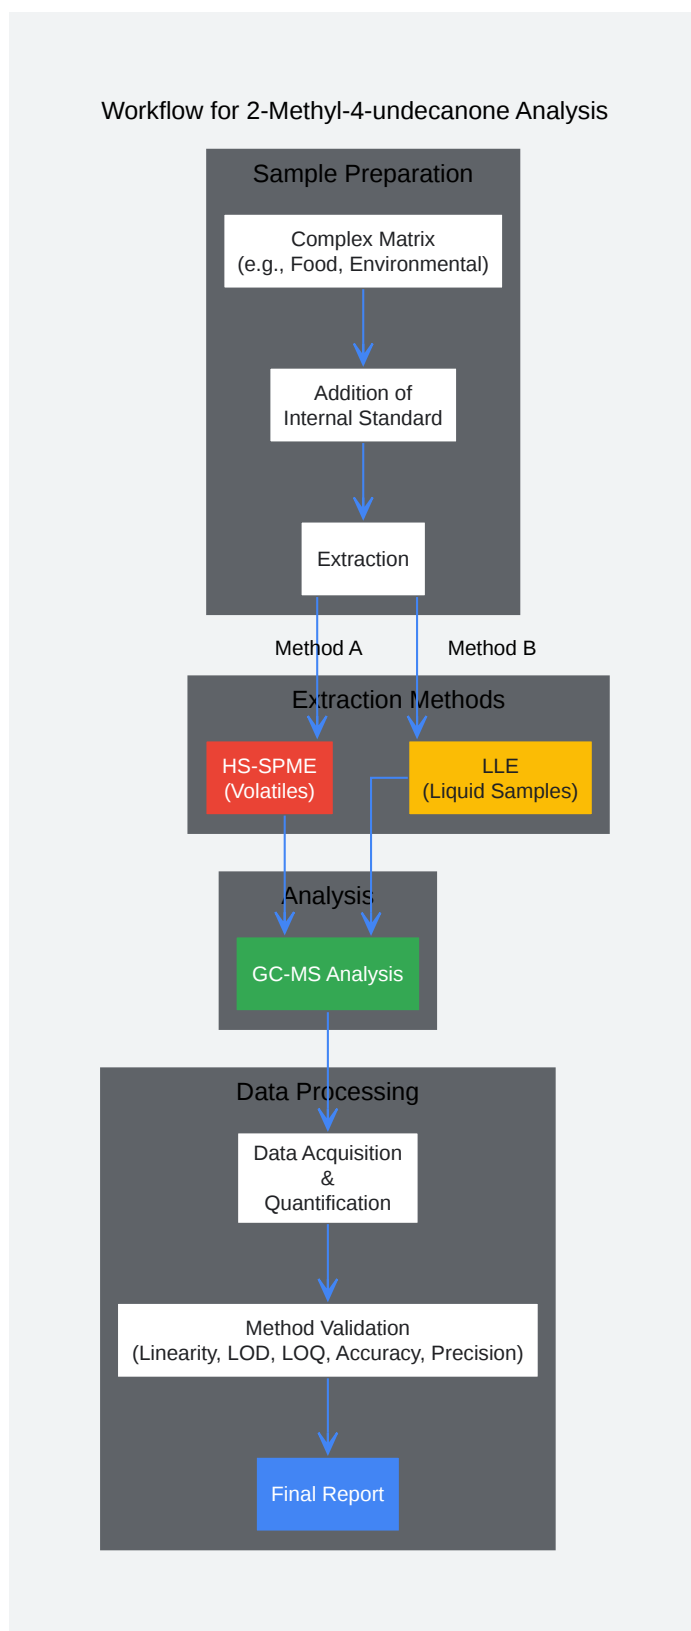 Workflow for 2-Methyl-4-undecanone Analysis
Sample Preparation
Complex Matrix
(e.g., Food, Environmental)
Addition of
Internal Standard
Extraction
Method A
Method B
Extraction Methods
HS-SPME
(Volatiles)
LLE
(Liquid Samples)
Analysis
GC-MS Analysis
Data Processing
Data Acquisition
&
Quantification
Method Validation
(Linearity, LOD, LOQ, Accuracy, Precision)
Final Report